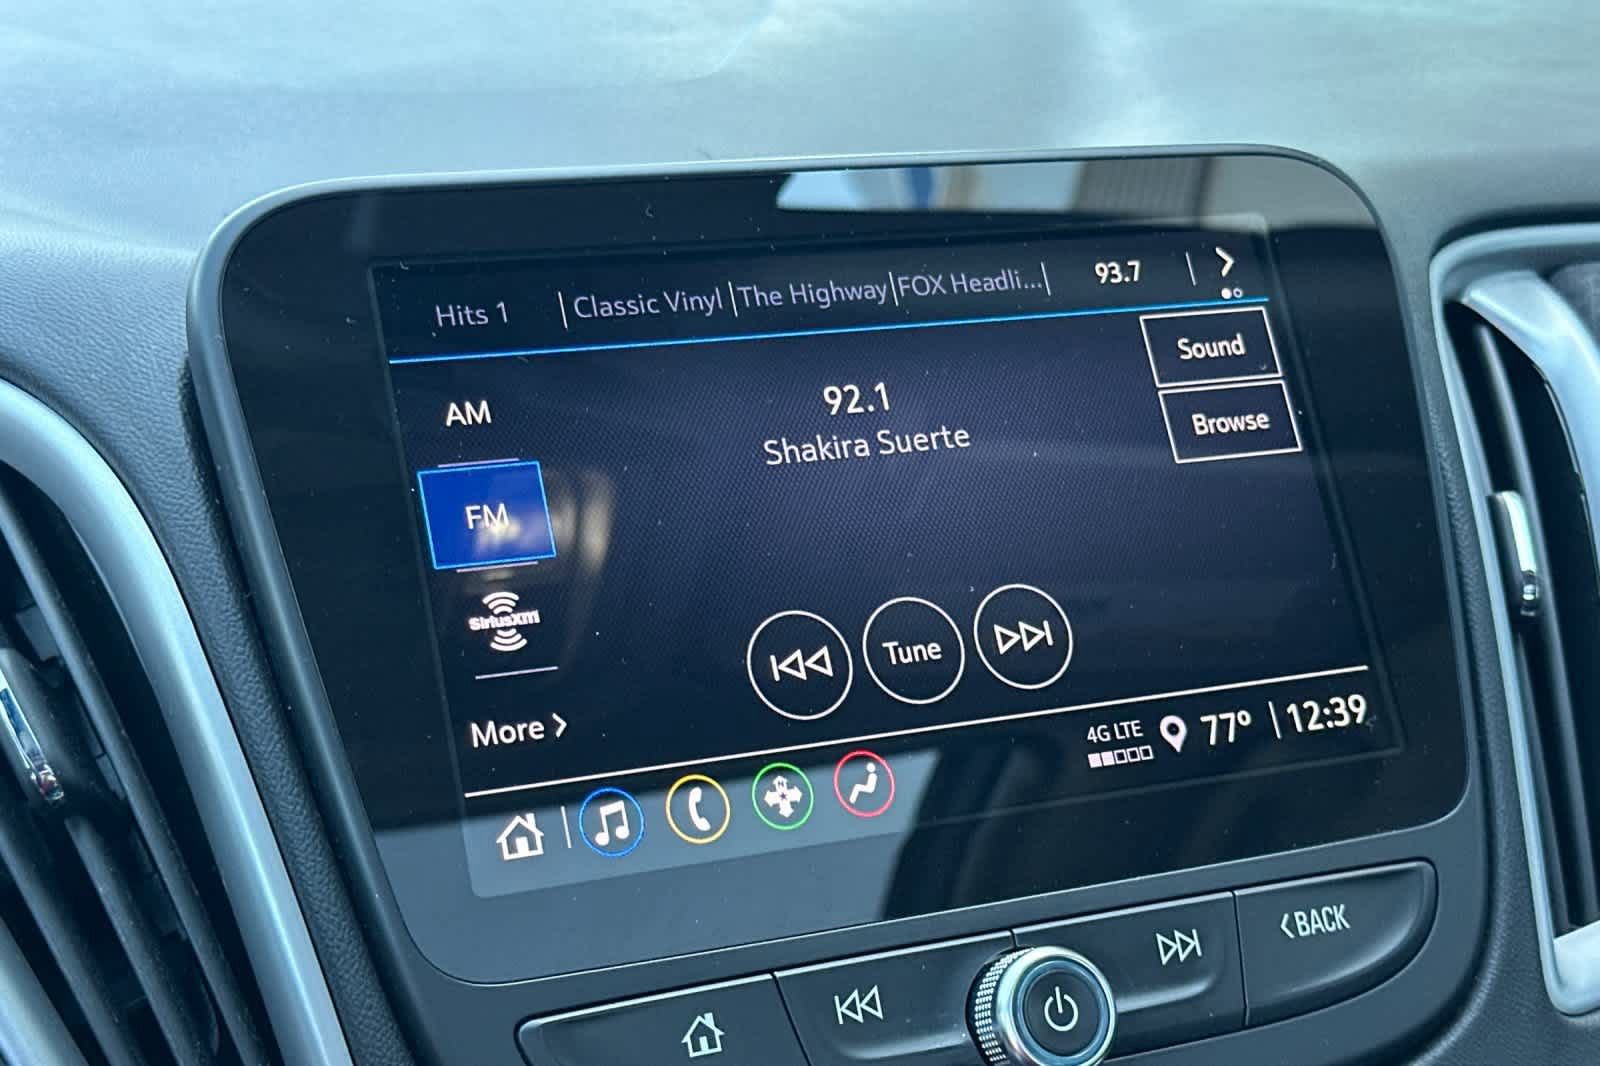 Hits 1 | Classic Vinyl | The Highway | FOX Headli... | 93.7
Sound
AM
92.1
Browse
Shakira Suerte
FM
SiriusXM
Tune
More
4G LTE
77° | 12:39
BACK